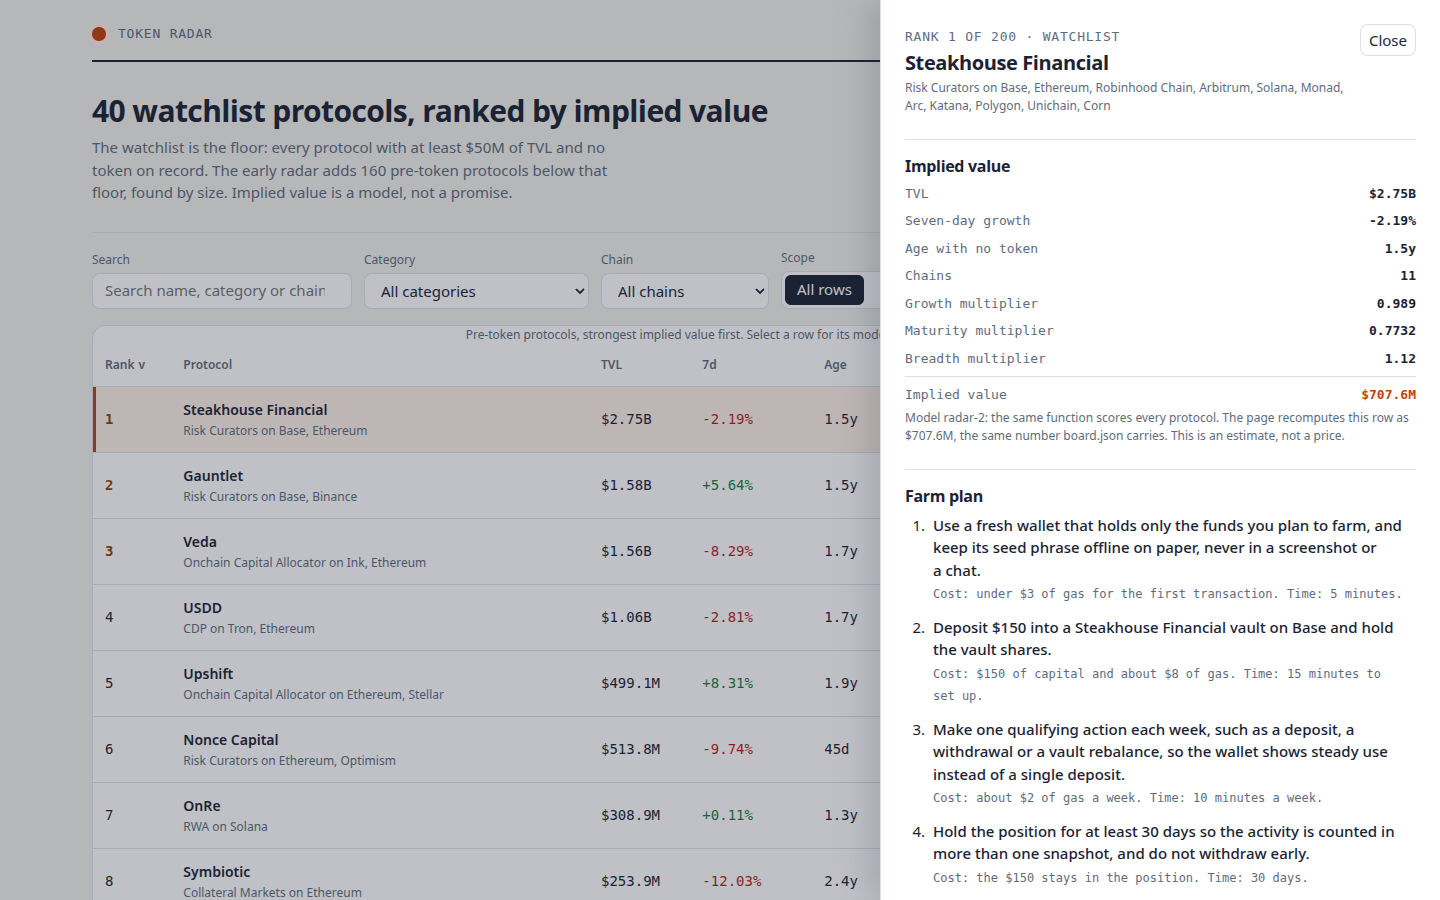 TOKEN RADAR
40 watchlist protocols, ranked by implied value
The watchlist is the floor: every protocol with at least $50M of TVL and no
token on record. The early radar adds 160 pre-token protocols below that
floor, found by size. Implied value is a model, not a promise.
Search
Category
Chain
Scope
Search name, category or chain
All categories
All chains
All rows
Pre-token protocols, strongest implied value first. Select a row for its mod
Rank v
Protocol
TVL
7d
Age
1
Steakhouse Financial
Risk Curators on Base, Ethereum
$2.75B
-2.19%
1.5y
2
Gauntlet
Risk Curators on Base, Binance
$1.58B
+5.64%
1.5y
3
Veda
Onchain Capital Allocator on Ink, Ethereum
$1.56B
-8.29%
1.7y
4
USDD
CDP on Tron, Ethereum
$1.06B
-2.81%
1.7y
5
Upshift
Onchain Capital Allocator on Ethereum, Stellar
$499.1M
+8.31%
1.9y
6
Nonce Capital
Risk Curators on Ethereum, Optimism
$513.8M
-9.74%
45d
7
OnRe
RWA on Solana
$308.9M
+0.11%
1.3y
8
Symbiotic
Collateral Markets on Ethereum
$253.9M
-12.03%
2.4y
RANK 1 OF 200 · WATCHLIST
Close
Steakhouse Financial
Risk Curators on Base, Ethereum, Robinhood Chain, Arbitrum, Solana, Monad,
Arc, Katana, Polygon, Unichain, Corn
Implied value
TVL $2.75B
Seven-day growth -2.19%
Age with no token 1.5y
Chains 11
Growth multiplier 0.989
Maturity multiplier 0.7732
Breadth multiplier 1.12
Implied value $707.6M
Model radar-2: the same function scores every protocol. The page recomputes this row as
$707.6M, the same number board.json carries. This is an estimate, not a price.
Farm plan
1. Use a fresh wallet that holds only the funds you plan to farm, and
keep its seed phrase offline on paper, never in a screenshot or
a chat.
Cost: under $3 of gas for the first transaction. Time: 5 minutes.
2. Deposit $150 into a Steakhouse Financial vault on Base and hold
the vault shares.
Cost: $150 of capital and about $8 of gas. Time: 15 minutes to
set up.
3. Make one qualifying action each week, such as a deposit, a
withdrawal or a vault rebalance, so the wallet shows steady use
instead of a single deposit.
Cost: about $2 of gas a week. Time: 10 minutes a week.
4. Hold the position for at least 30 days so the activity is counted in
more than one snapshot, and do not withdraw early.
Cost: the $150 stays in the position. Time: 30 days.